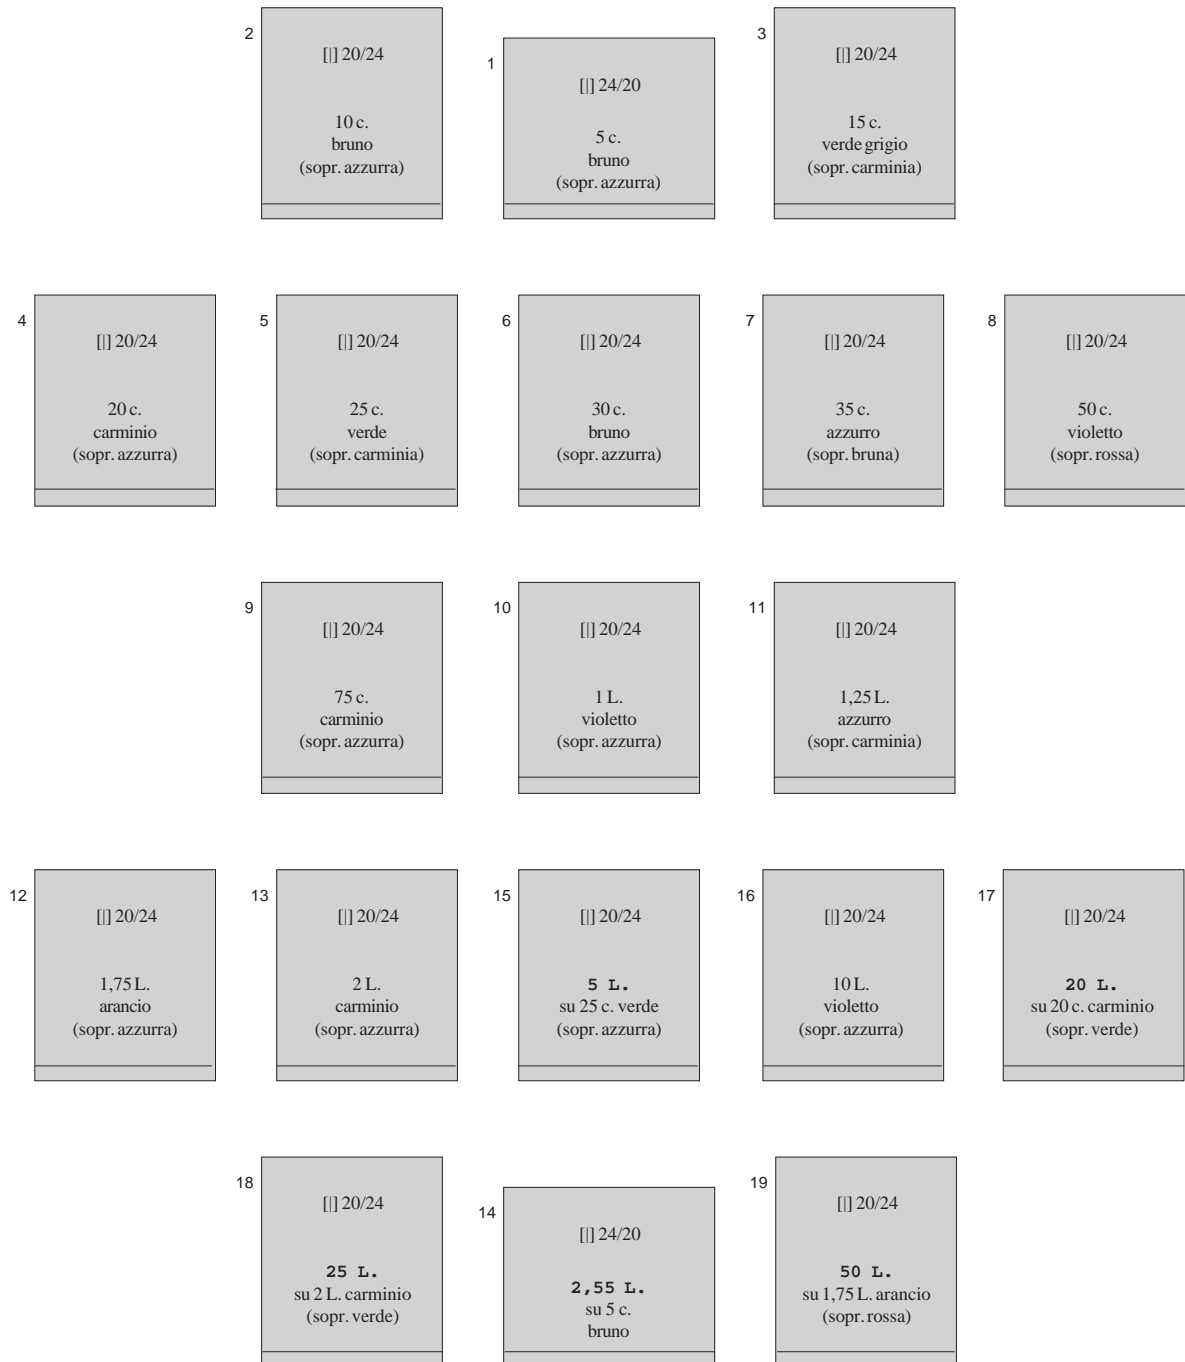 2
[|] 20/24
10 c.
bruno
(sopr. azzurra)
1
[|] 24/20
5 c.
bruno
(sopr. azzurra)
3
[|] 20/24
15 c.
verde grigio
(sopr. carminia)
4
[|] 20/24
20 c.
carminio
(sopr. azzurra)
5
[|] 20/24
25 c.
verde
(sopr. carminia)
6
[|] 20/24
30 c.
bruno
(sopr. azzurra)
7
[|] 20/24
35 c.
azzurro
(sopr. bruna)
8
[|] 20/24
50 c.
violetto
(sopr. rossa)
9
[|] 20/24
75 c.
carminio
(sopr. azzurra)
10
[|] 20/24
1 L.
violetto
(sopr. azzurra)
11
[|] 20/24
1,25 L.
azzurro
(sopr. carminia)
12
[|] 20/24
1,75 L.
arancio
(sopr. azzurra)
13
[|] 20/24
2 L.
carminio
(sopr. azzurra)
15
[|] 20/24
5 L.
su 25 c. verde
(sopr. azzurra)
16
[|] 20/24
10 L.
violetto
(sopr. azzurra)
17
[|] 20/24
20 L.
su 20 c. carminio
(sopr. verde)
18
[|] 20/24
25 L.
su 2 L. carminio
(sopr. verde)
14
[|] 24/20
2,55 L.
su 5 c.
bruno
19
[|] 20/24
50 L.
su 1,75 L. arancio
(sopr. rossa)